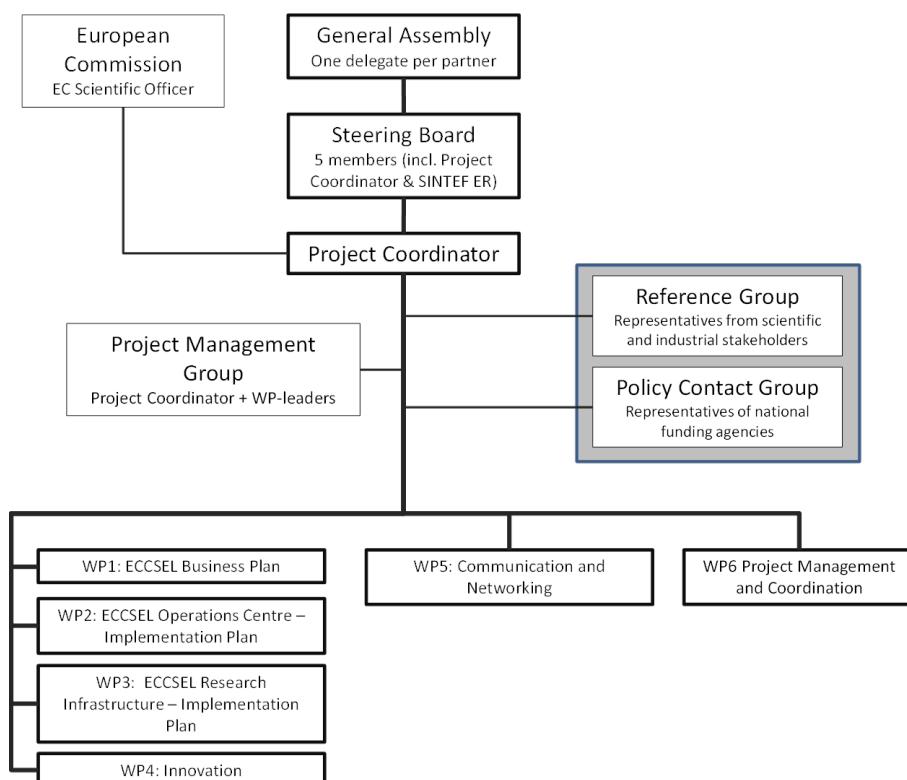 European
Commission
EC Scientific Officer
General Assembly
One delegate per partner
Steering Board
5 members (incl. Project
Coordinator & SINTEF ER)
Project Coordinator
Reference Group
Representatives from scientific
and industrial stakeholders
Project Management
Group
Project Coordinator + WP-leaders
Policy Contact Group
Representatives of national
funding agencies
WP1: ECCSEL Business Plan
WP2: ECCSEL Operations Centre –
Implementation Plan
WP3:  ECCSEL Research
Infrastructure – Implementation
Plan
WP4: Innovation
WP5: Communication and
Networking
WP6 Project Management
and Coordination